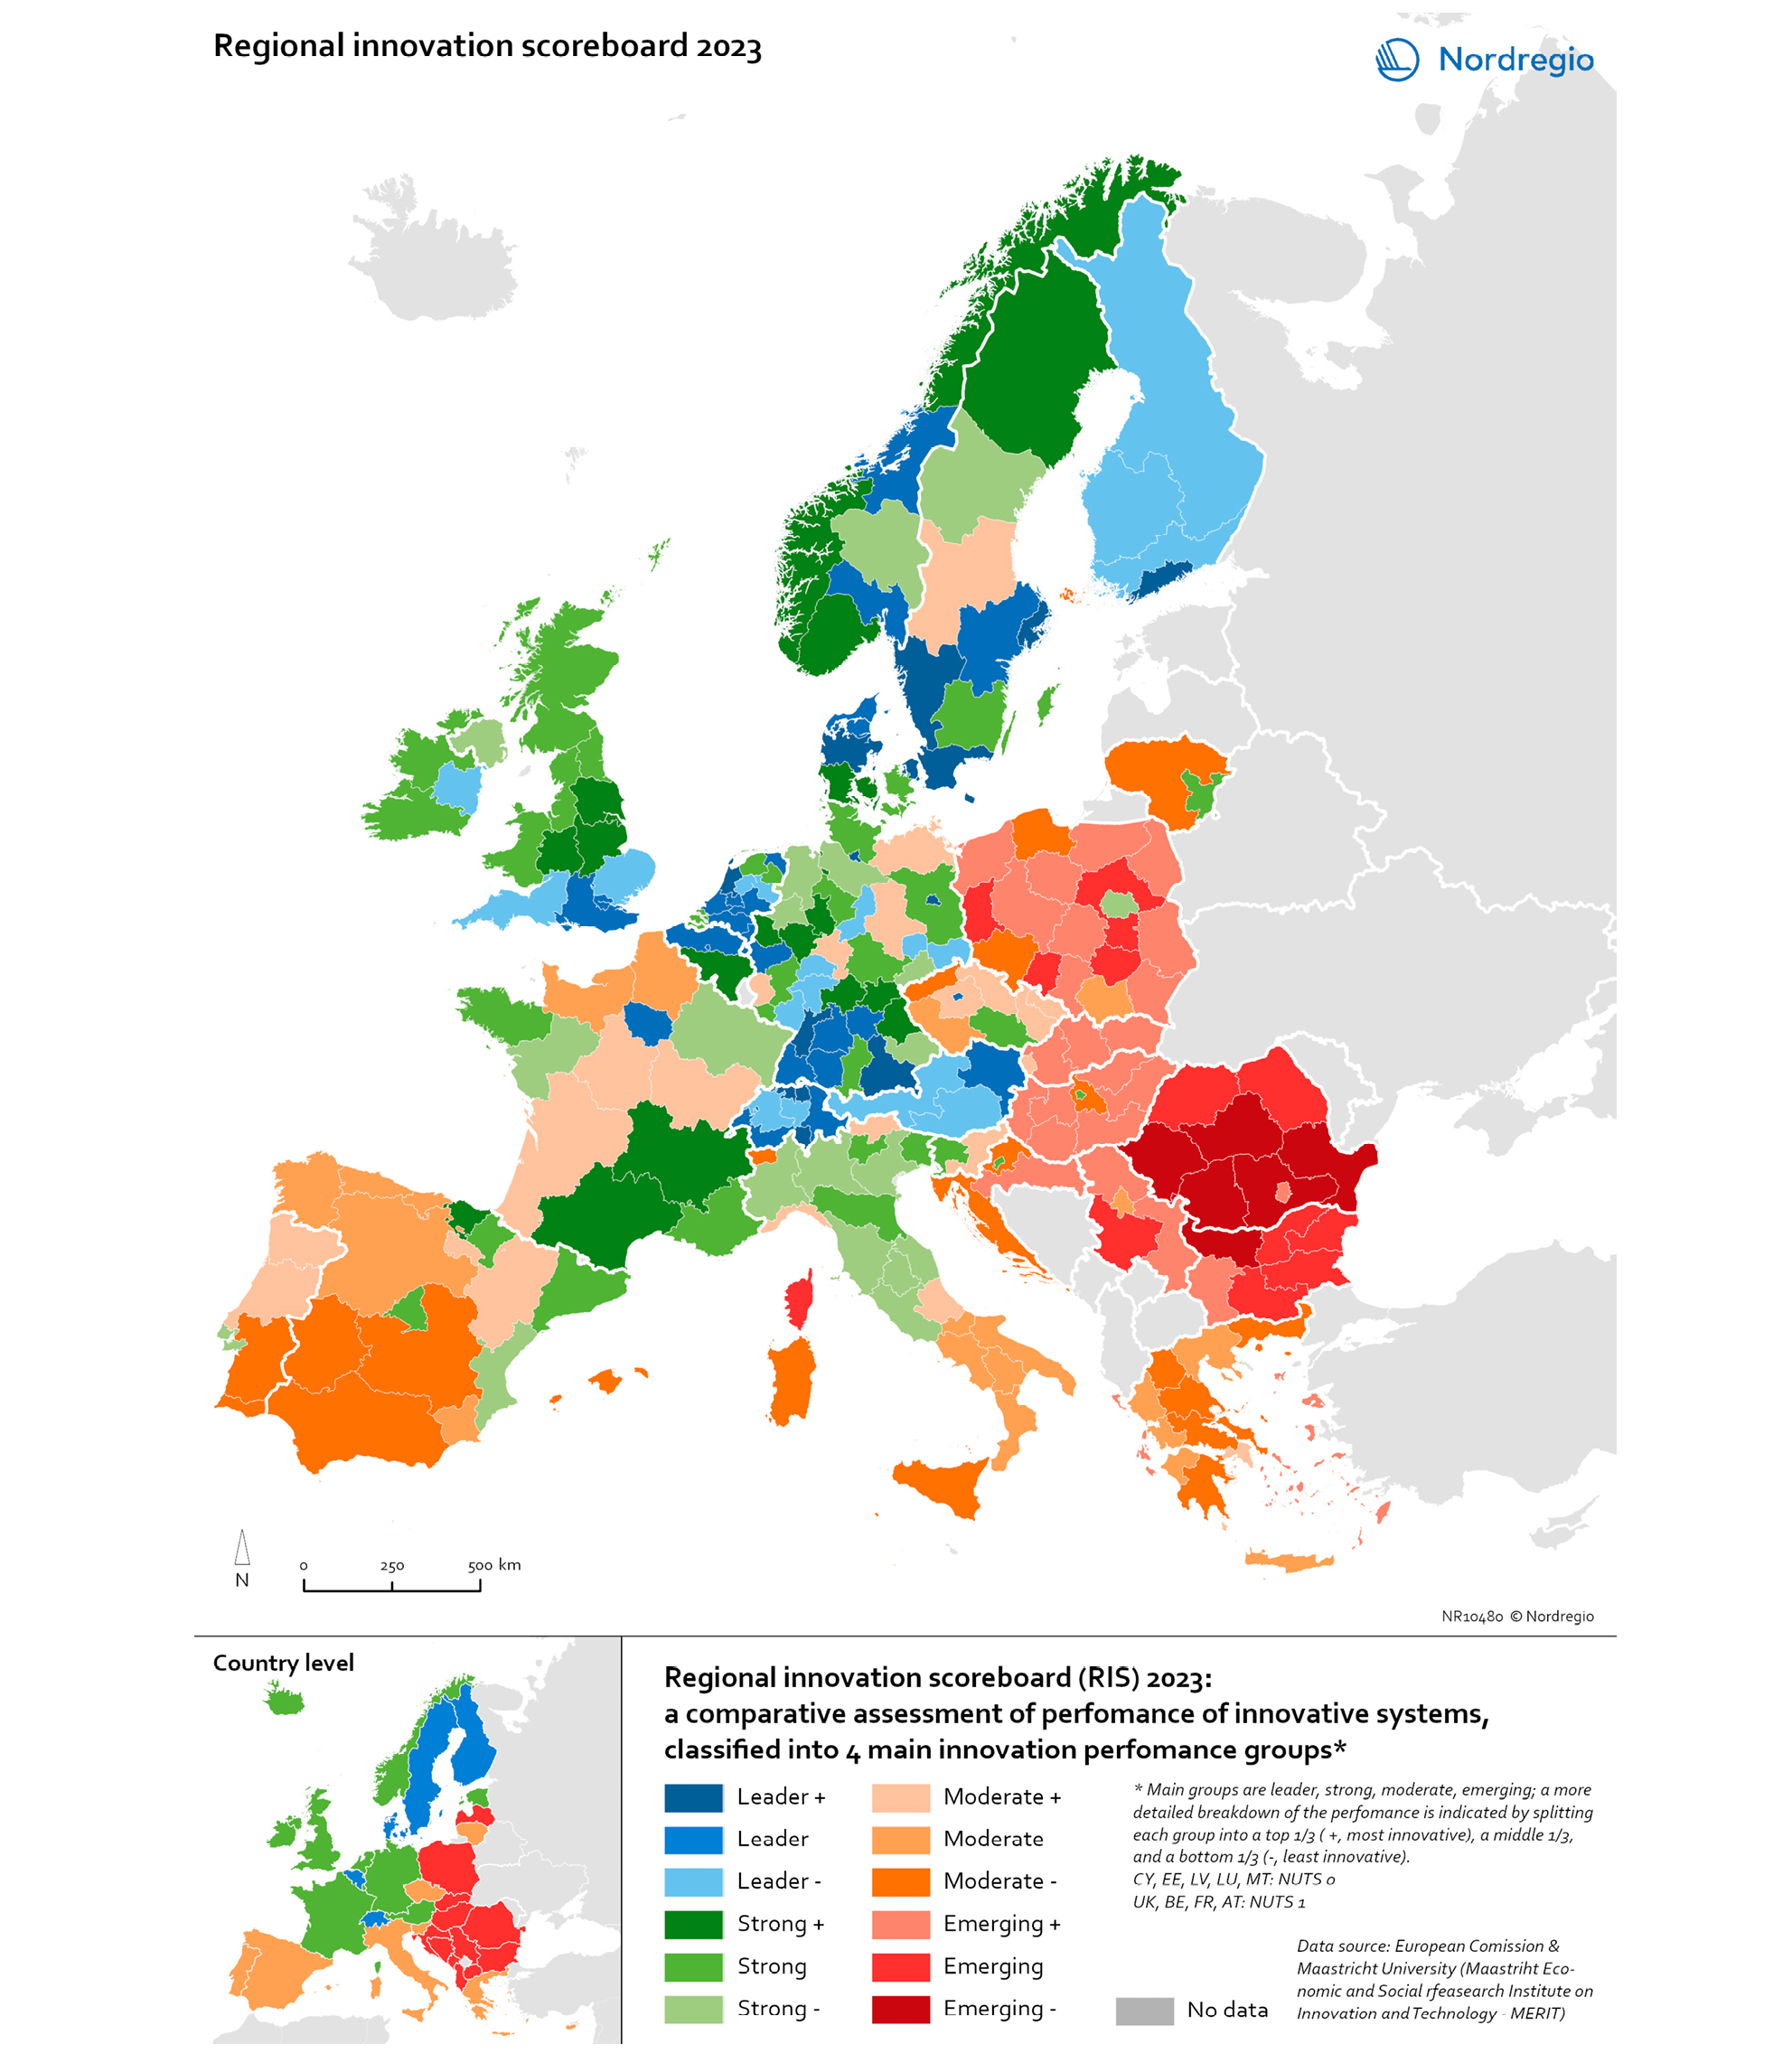 Regional innovation scoreboard 2023
Nordregio
N
0 250 500 km
NR10480 © Nordregio
Country level
Regional innovation scoreboard (RIS) 2023:
a comparative assessment of perfomance of innovative systems,
classified into 4 main innovation perfomance groups*
Leader +
Leader
Leader -
Strong +
Strong
Strong -
Moderate +
Moderate
Moderate -
Emerging +
Emerging
Emerging -
No data
* Main groups are leader, strong, moderate, emerging; a more
detailed breakdown of the perfomance is indicated by splitting
each group into a top 1/3 ( +, most innovative), a middle 1/3,
and a bottom 1/3 (-, least innovative).
CY, EE, LV, LU, MT: NUTS 0
UK, BE, FR, AT: NUTS 1
Data source: European Comission &
Maastricht University (Maastriht Eco-
nomic and Social rfeasearch Institute on
Innovation and Technology - MERIT)